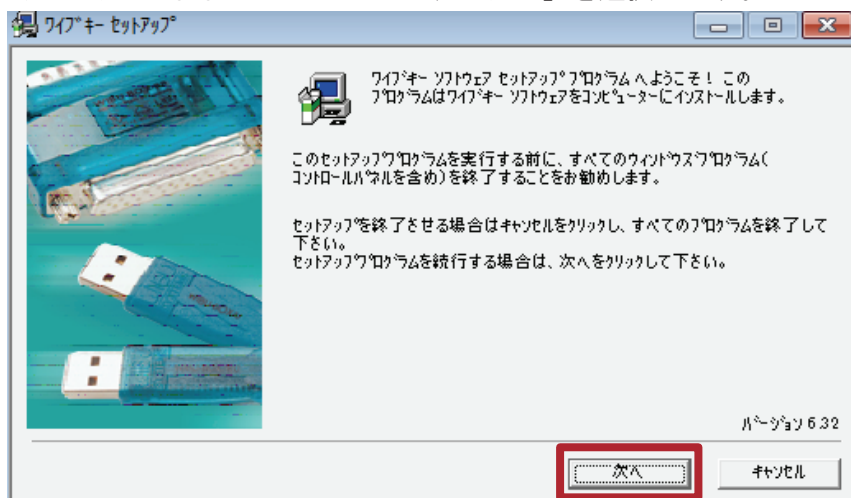 ﾜｲﾌﾞｷｰ ｾｯﾄｱｯﾌﾟ
ﾜｲﾌﾞｷｰ ｿﾌﾄｳｪｱ ｾｯﾄｱｯﾌﾟ ﾌﾟﾛｸﾞﾗﾑ へようこそ！ この
ﾌﾟﾛｸﾞﾗﾑはﾜｲﾌﾞｷｰ ｿﾌﾄｳｪｱをｺﾝﾋﾟｭｰﾀｰにｲﾝｽﾄｰﾙします。
このｾｯﾄｱｯﾌﾟﾌﾟﾛｸﾞﾗﾑを実行する前に、すべてのｳｨﾝﾄﾞｳｽﾞﾌﾟﾛｸﾞﾗﾑ(
ｺﾝﾄﾛｰﾙﾊﾟﾈﾙを含め)を終了することをお勧めします。
ｾｯﾄｱｯﾌﾟを終了させる場合はｷｬﾝｾﾙをｸﾘｯｸし、すべてのﾌﾟﾛｸﾞﾗﾑを終了して
下さい。
ｾｯﾄｱｯﾌﾟﾌﾟﾛｸﾞﾗﾑを続行する場合は、次へをｸﾘｯｸして下さい。
ﾊﾞｰｼﾞｮﾝ 6.32
次へ
ｷｬﾝｾﾙ